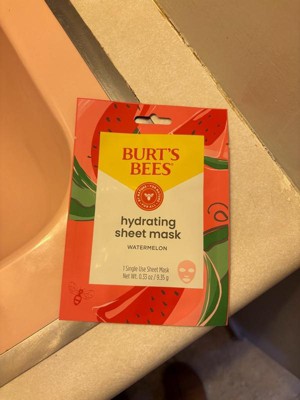 BURT'S
BEES
hydrating
sheet mask
WATERMELON
1 Single Use Sheet Mask
Net Wt. 0.33 oz / 9.35 g